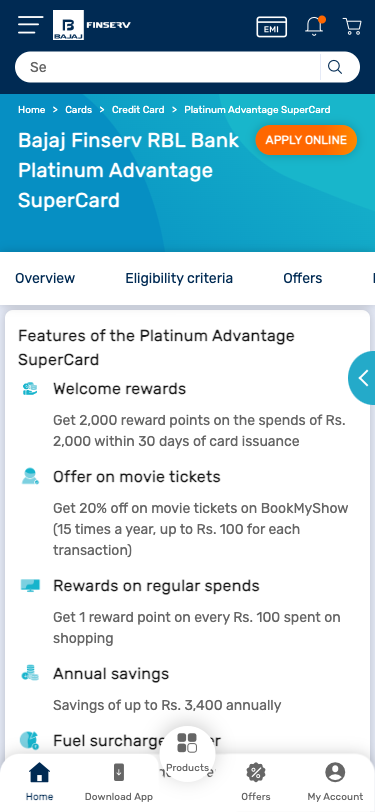 BAJAJ FINSERV
EMI
Se
Home > Cards > Credit Card > Platinum Advantage SuperCard
Bajaj Finserv RBL Bank
Platinum Advantage
SuperCard
APPLY ONLINE
Overview Eligibility criteria Offers
Features of the Platinum Advantage
SuperCard
Welcome rewards
Get 2,000 reward points on the spends of Rs.
2,000 within 30 days of card issuance
Offer on movie tickets
Get 20% off on movie tickets on BookMyShow
(15 times a year, up to Rs. 100 for each
transaction)
Rewards on regular spends
Get 1 reward point on every Rs. 100 spent on
shopping
Annual savings
Savings of up to Rs. 3,400 annually
Fuel surcharge
Products
Home Download App Offers My Account